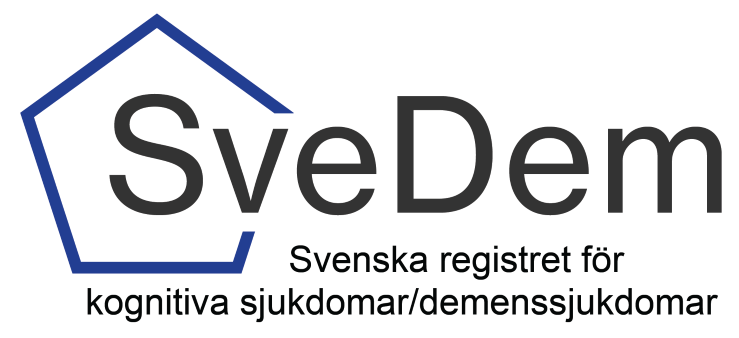 SveDem
Svenska registret för
kognitiva sjukdomar/demenssjukdomar